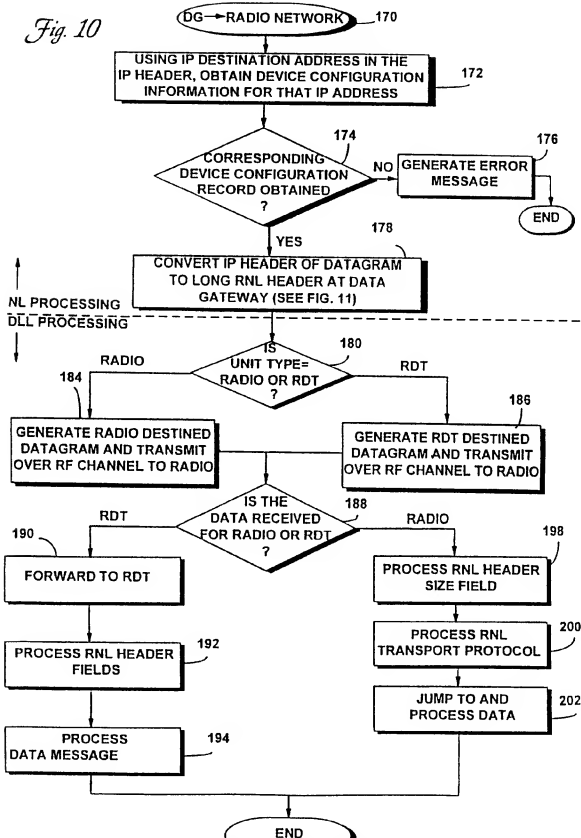 Fig. 10
DG→RADIO NETWORK
170
USING IP DESTINATION ADDRESS IN THE
IP HEADER, OBTAIN DEVICE CONFIGURATION
INFORMATION FOR THAT IP ADDRESS
172
174
CORRESPONDING
DEVICE CONFIGURATION
RECORD OBTAINED
?
NO
176
GENERATE ERROR
MESSAGE
END
YES
178
CONVERT IP HEADER OF DATAGRAM
TO LONG RNL HEADER AT DATA
GATEWAY (SEE FIG. 11)
NL PROCESSING
DLL PROCESSING
180
IS
UNIT TYPE=
RADIO OR RDT
?
RADIO
RDT
184
GENERATE RADIO DESTINED
DATAGRAM AND TRANSMIT
OVER RF CHANNEL TO RADIO
186
GENERATE RDT DESTINED
DATAGRAM AND TRANSMIT
OVER RF CHANNEL TO RADIO
188
IS THE
DATA RECEIVED
FOR RADIO OR RDT
?
RDT
RADIO
190
FORWARD TO RDT
198
PROCESS RNL HEADER
SIZE FIELD
192
PROCESS RNL HEADER
FIELDS
200
PROCESS RNL
TRANSPORT PROTOCOL
194
PROCESS
DATA MESSAGE
202
JUMP TO AND
PROCESS DATA
END